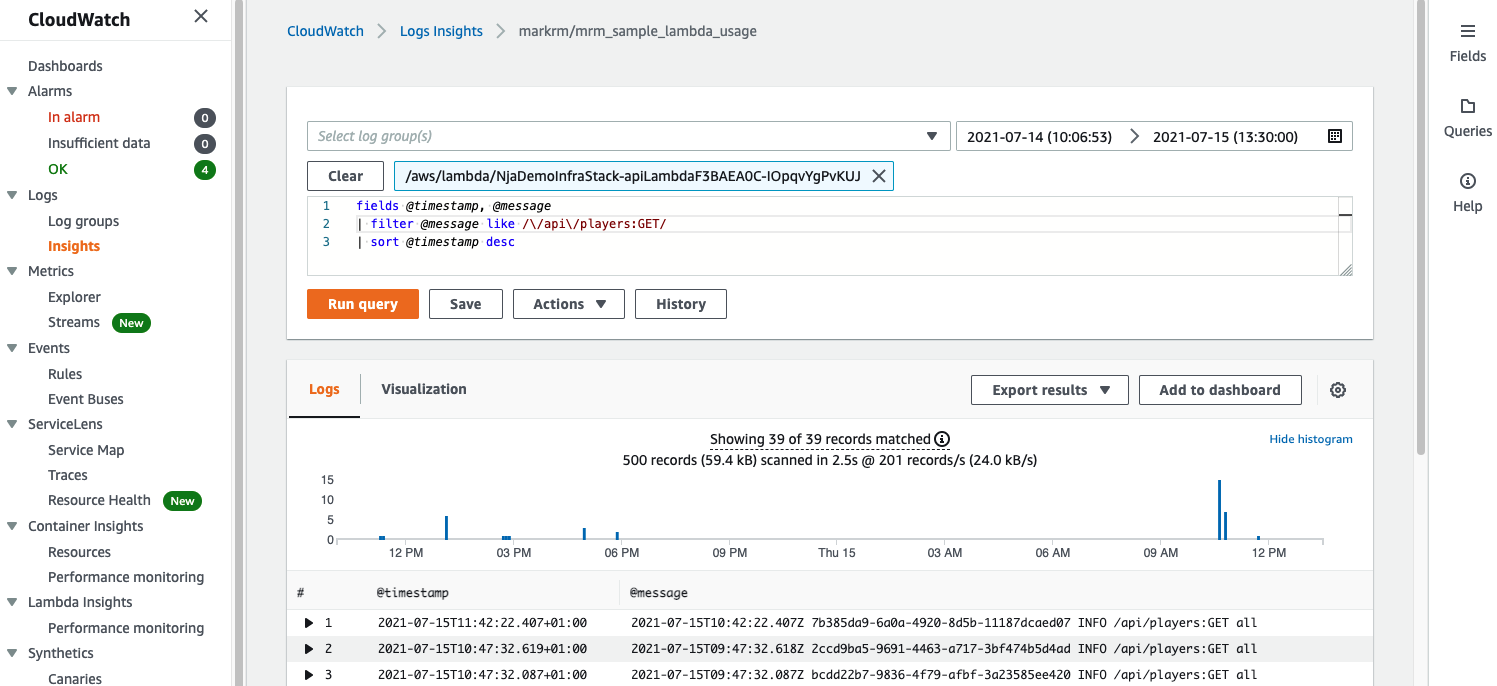 CloudWatch
Dashboards
Alarms
In alarm 0
Insufficient data 0
OK 4
Logs
Log groups
Insights
Metrics
Explorer
Streams New
Events
Rules
Event Buses
ServiceLens
Service Map
Traces
Resource Health New
Container Insights
Resources
Performance monitoring
Lambda Insights
Performance monitoring
Synthetics
Canaries
CloudWatch Logs Insights markrm/mrm_sample_lambda_usage
Select log group(s)
2021-07-14 (10:06:53) 2021-07-15 (13:30:00)
Clear /aws/lambda/NjaDemoInfraStack-apiLambdaF3BAEA0C-IOpqvYgPvKUJ
1 fields @timestamp, @message
2 | filter @message like /\/api\/players:GET/
3 | sort @timestamp desc
Run query Save Actions History
Logs Visualization Export results Add to dashboard
Showing 39 of 39 records matched
Hide histogram
500 records (59.4 kB) scanned in 2.5s @ 201 records/s (24.0 kB/s)
15
10
5
0
12 PM 03 PM 06 PM 09 PM Thu 15 03 AM 06 AM 09 AM 12 PM
# @timestamp @message
1 2021-07-15T11:42:22.407+01:00 2021-07-15T10:42:22.407Z 7b385da9-6a0a-4920-8d5b-11187dcaed07 INFO /api/players:GET all
2 2021-07-15T10:47:32.619+01:00 2021-07-15T09:47:32.618Z 2ccd9ba5-9691-4463-a717-3bf474b5d4ad INFO /api/players:GET all
3 2021-07-15T10:47:32.087+01:00 2021-07-15T09:47:32.087Z bcdd22b7-9836-4f79-afbf-3a23585ee420 INFO /api/players:GET all
Fields
Queries
Help